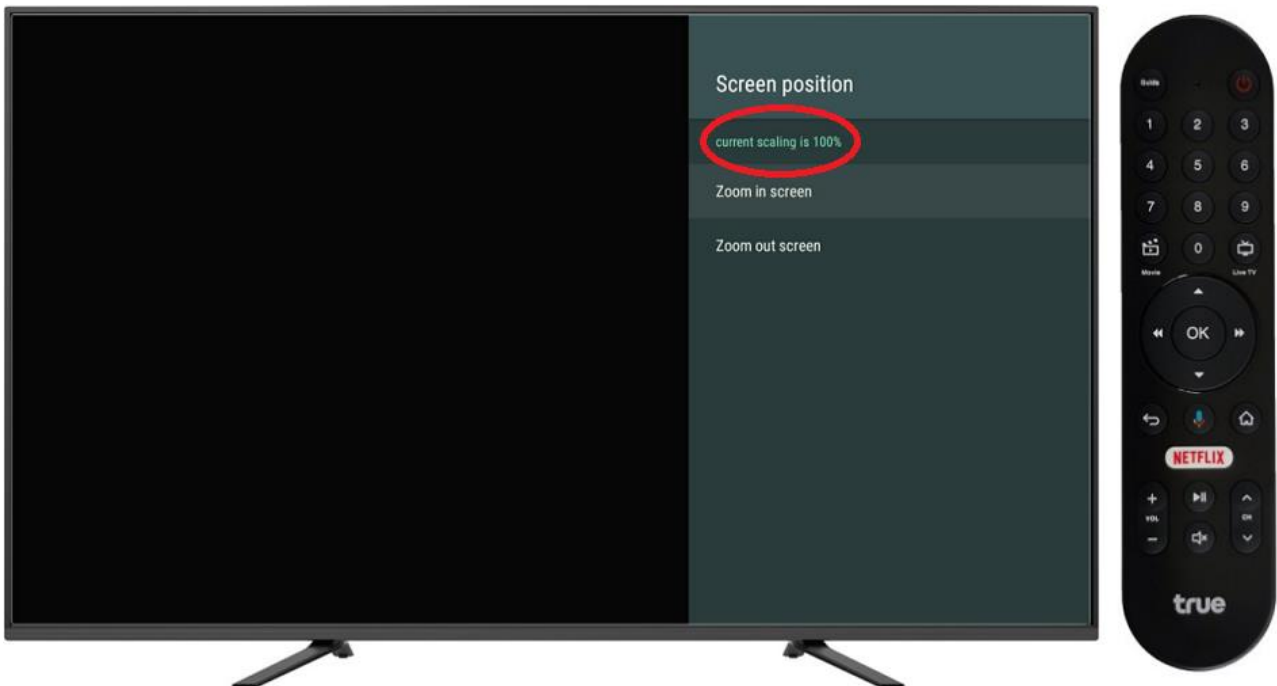 Screen position
current scaling is 100%
Zoom in screen
Zoom out screen
Guide
1 2 3
4 5 6
7 8 9
0
Movie Live TV
OK
NETFLIX
+
VOL CH
-
true